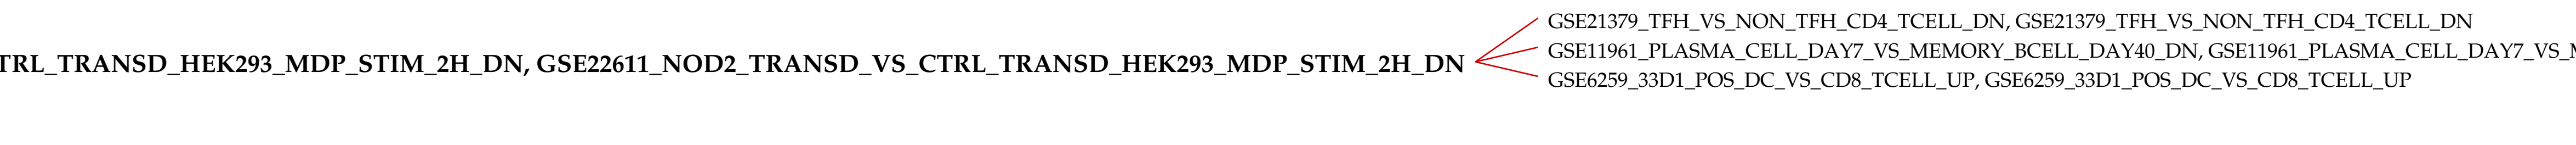 GSE21379_TFH_VS_NON_TFH_CD4_TCELL_DN, GSE21379_TFH_VS_NON_TFH_CD4_TCELL_DN
TRL_TRANSD_HEK293_MDP_STIM_2H_DN, GSE22611_NOD2_TRANSD_VS_CTRL_TRANSD_HEK293_MDP_STIM_2H_DN
GSE11961_PLASMA_CELL_DAY7_VS_MEMORY_BCELL_DAY40_DN, GSE11961_PLASMA_CELL_DAY7_VS_
GSE6259_33D1_POS_DC_VS_CD8_TCELL_UP, GSE6259_33D1_POS_DC_VS_CD8_TCELL_UP